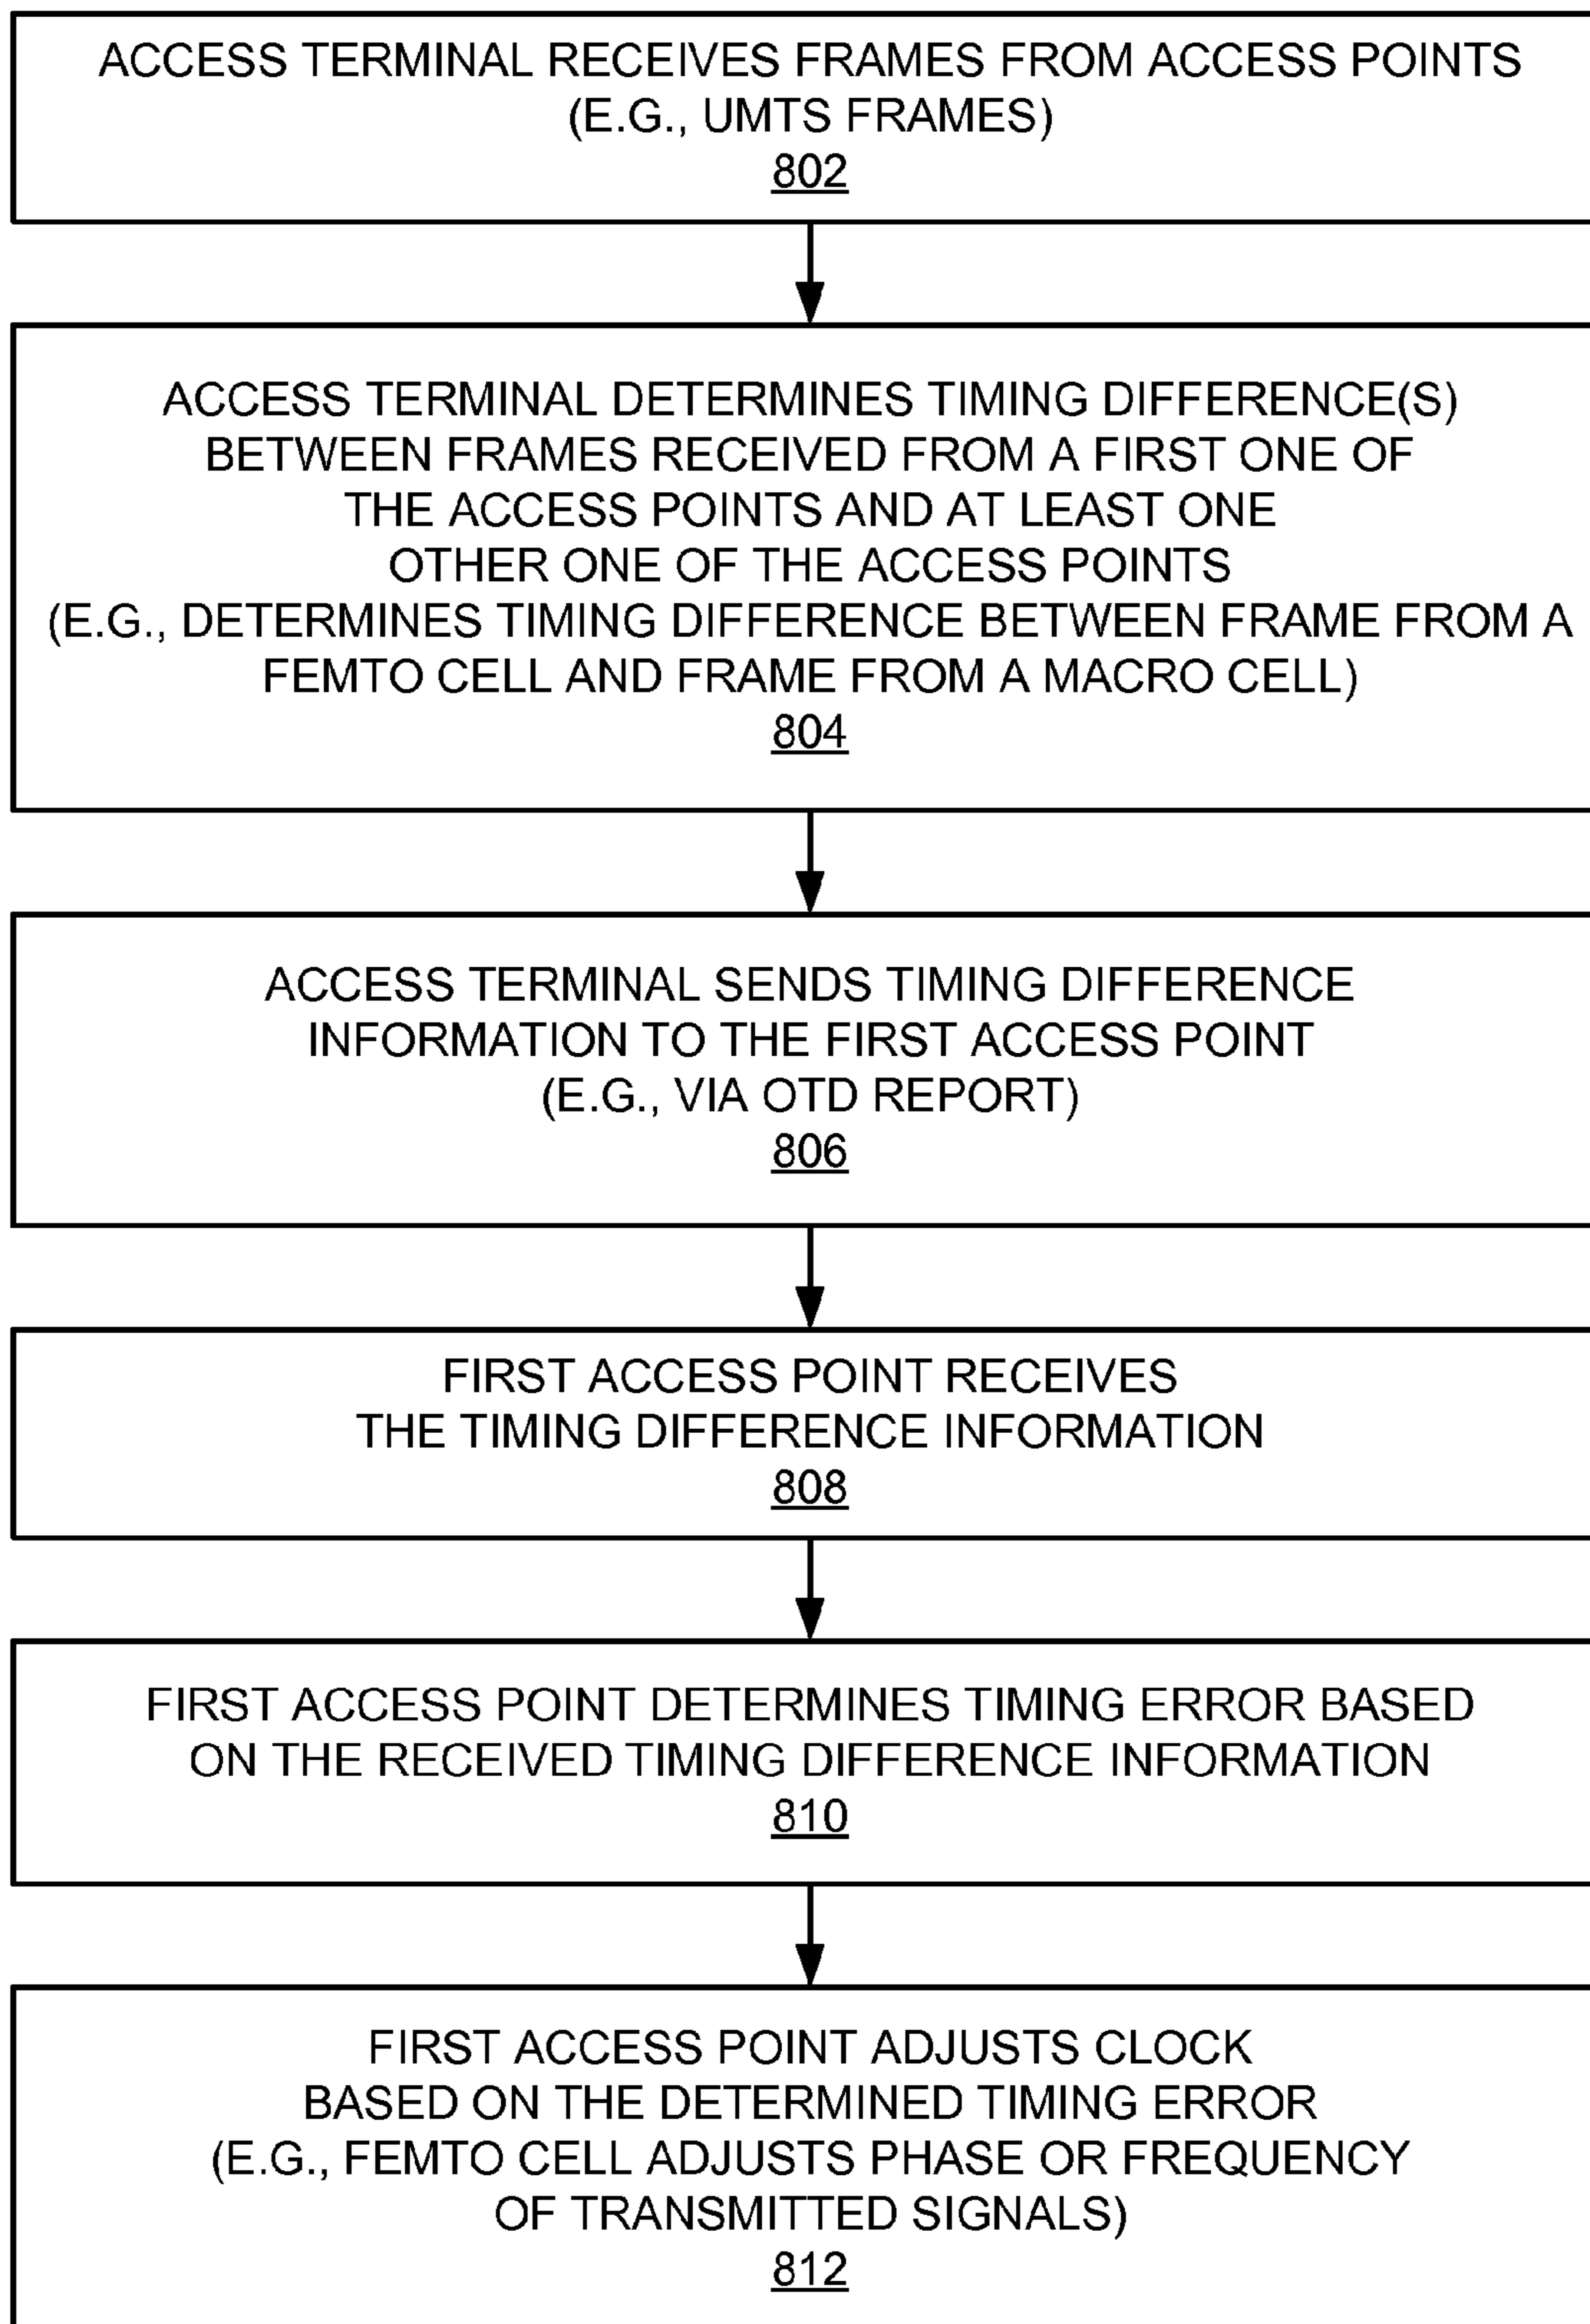 ACCESS TERMINAL RECEIVES FRAMES FROM ACCESS POINTS
(E.G., UMTS FRAMES)
802
ACCESS TERMINAL DETERMINES TIMING DIFFERENCE(S)
BETWEEN FRAMES RECEIVED FROM A FIRST ONE OF
THE ACCESS POINTS AND AT LEAST ONE
OTHER ONE OF THE ACCESS POINTS
(E.G., DETERMINES TIMING DIFFERENCE BETWEEN FRAME FROM A
FEMTO CELL AND FRAME FROM A MACRO CELL)
804
ACCESS TERMINAL SENDS TIMING DIFFERENCE
INFORMATION TO THE FIRST ACCESS POINT
(E.G., VIA OTD REPORT)
806
FIRST ACCESS POINT RECEIVES
THE TIMING DIFFERENCE INFORMATION
808
FIRST ACCESS POINT DETERMINES TIMING ERROR BASED
ON THE RECEIVED TIMING DIFFERENCE INFORMATION
810
FIRST ACCESS POINT ADJUSTS CLOCK
BASED ON THE DETERMINED TIMING ERROR
(E.G., FEMTO CELL ADJUSTS PHASE OR FREQUENCY
OF TRANSMITTED SIGNALS)
812